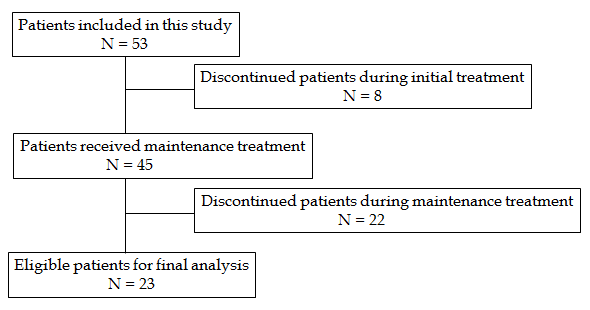 Patients included in this study
N = 53
Discontinued patients during initial treatment
N = 8
Patients received maintenance treatment
N = 45
Discontinued patients during maintenance treatment
N = 22
Eligible patients for final analysis
N = 23